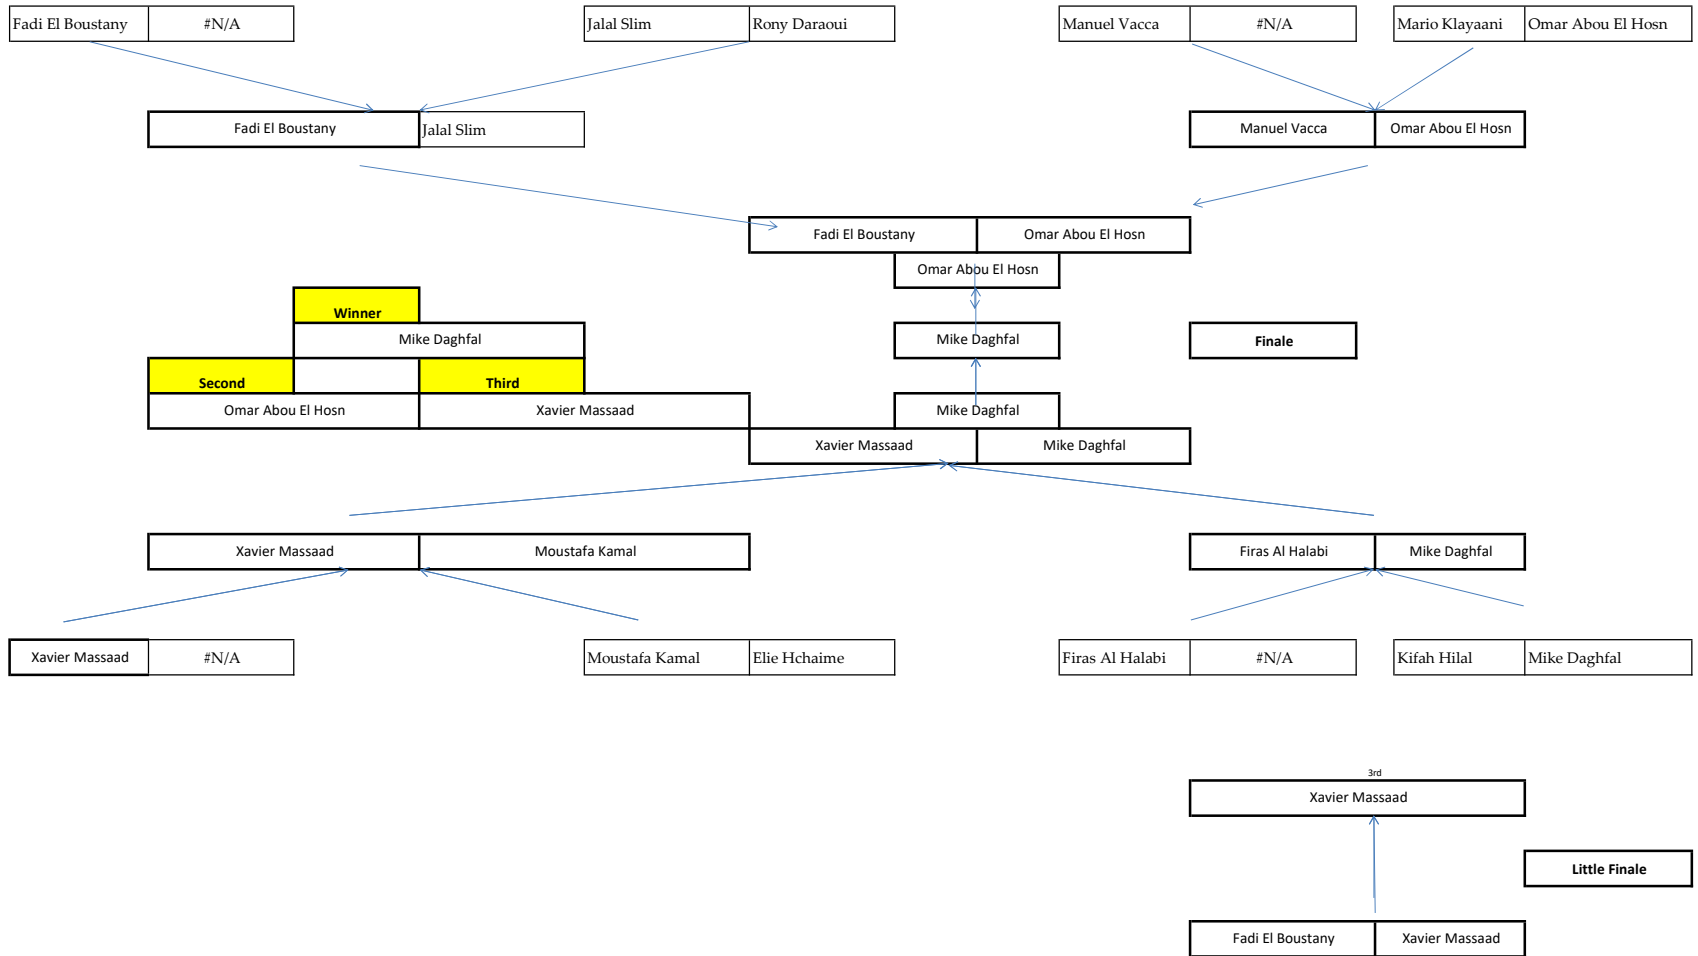 Fadi El Boustany #N/A Jalal Slim Rony Daraoui Manuel Vacca #N/A Mario Klayaani Omar Abou El Hosn
Fadi El Boustany Jalal Slim Manuel Vacca Omar Abou El Hosn
Fadi El Boustany Omar Abou El Hosn
Omar Abou El Hosn
Winner
Mike Daghfal Mike Daghfal Finale
Second Third
Omar Abou El Hosn Xavier Massaad Mike Daghfal
Xavier Massaad Mike Daghfal
Xavier Massaad Moustafa Kamal Firas Al Halabi Mike Daghfal
Xavier Massaad #N/A Moustafa Kamal Elie Hchaime Firas Al Halabi #N/A Kifah Hilal Mike Daghfal
3rd
Xavier Massaad
Little Finale
Fadi El Boustany Xavier Massaad